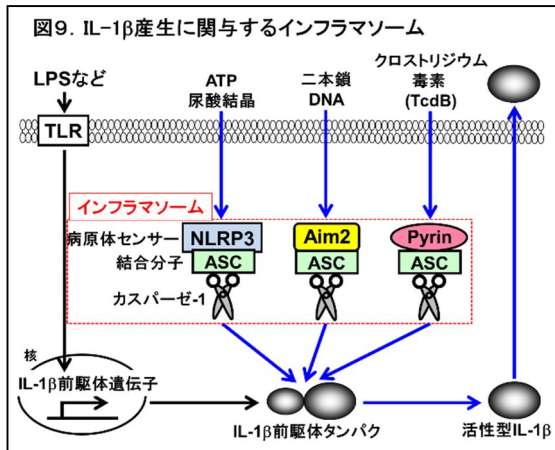 図9. IL-1β産生に関与するインフラマソーム
LPSなど
TLR
ATP
尿酸結晶
二本鎖
DNA
クロストリジウム
毒素
(TcdB)
インフラマソーム
病原体センサー
NLRP3
Aim2
Pyrin
結合分子
ASC
ASC
ASC
カスパーゼ-1
核
IL-1β前駆体遺伝子
IL-1β前駆体タンパク
活性型IL-1β